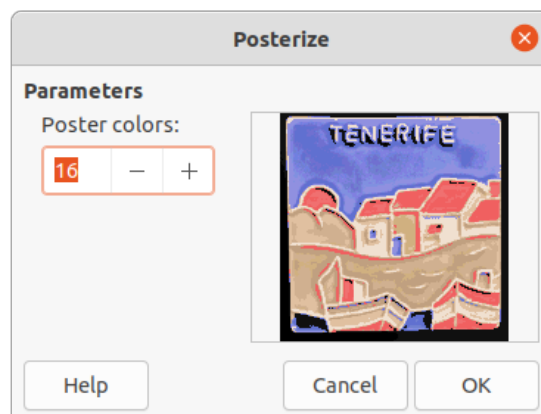 Posterize
Parameters
Poster colors:
16
TENERIFE
Help
Cancel
OK